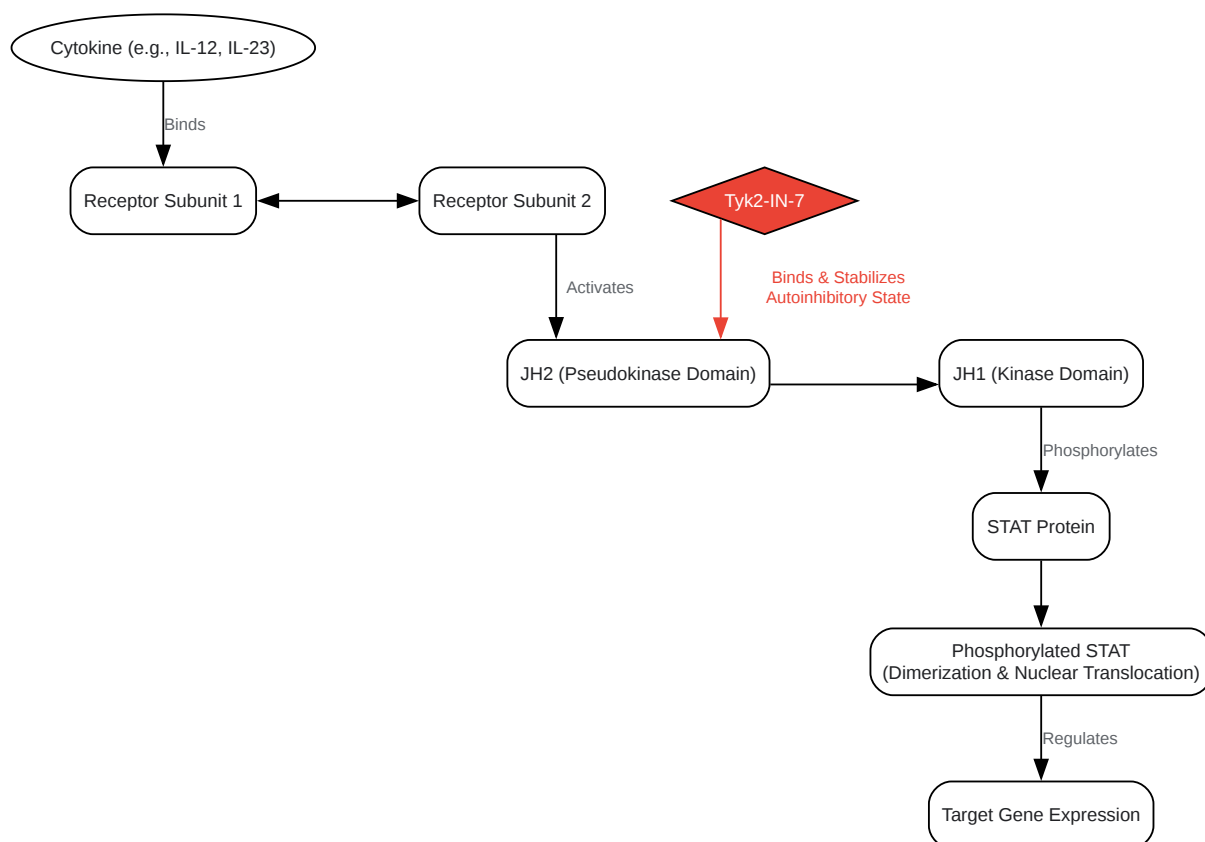 Cytokine (e.g., IL-12, IL-23)
Binds
Receptor Subunit 1
Receptor Subunit 2
Tyk2-IN-7
Activates
Binds & Stabilizes
Autoinhibitory State
JH2 (Pseudokinase Domain)
JH1 (Kinase Domain)
Phosphorylates
STAT Protein
Phosphorylated STAT
(Dimerization & Nuclear Translocation)
Regulates
Target Gene Expression